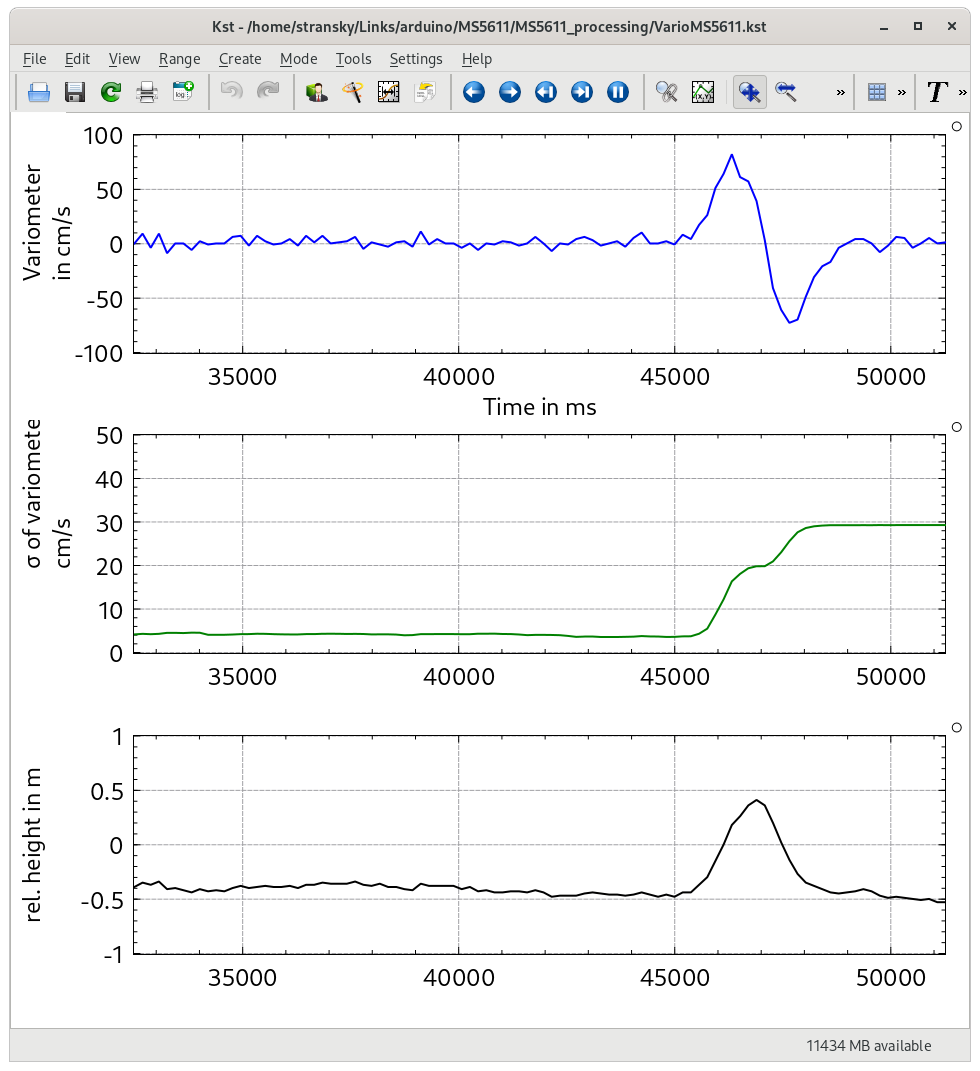 Kst - /home/stransky/Links/arduino/MS5611/MS5611_processing/VarioMS5611.kst
File Edit View Range Create Mode Tools Settings Help
log
(X,Y)
» » T »
Variometer
in cm/s
100
50
0
-50
-100
35000 40000 45000 50000
Time in ms
σ of variomete
cm/s
50
40
30
20
10
0
35000 40000 45000 50000
rel. height in m
1
0.5
0
-0.5
-1
35000 40000 45000 50000
11434 MB available